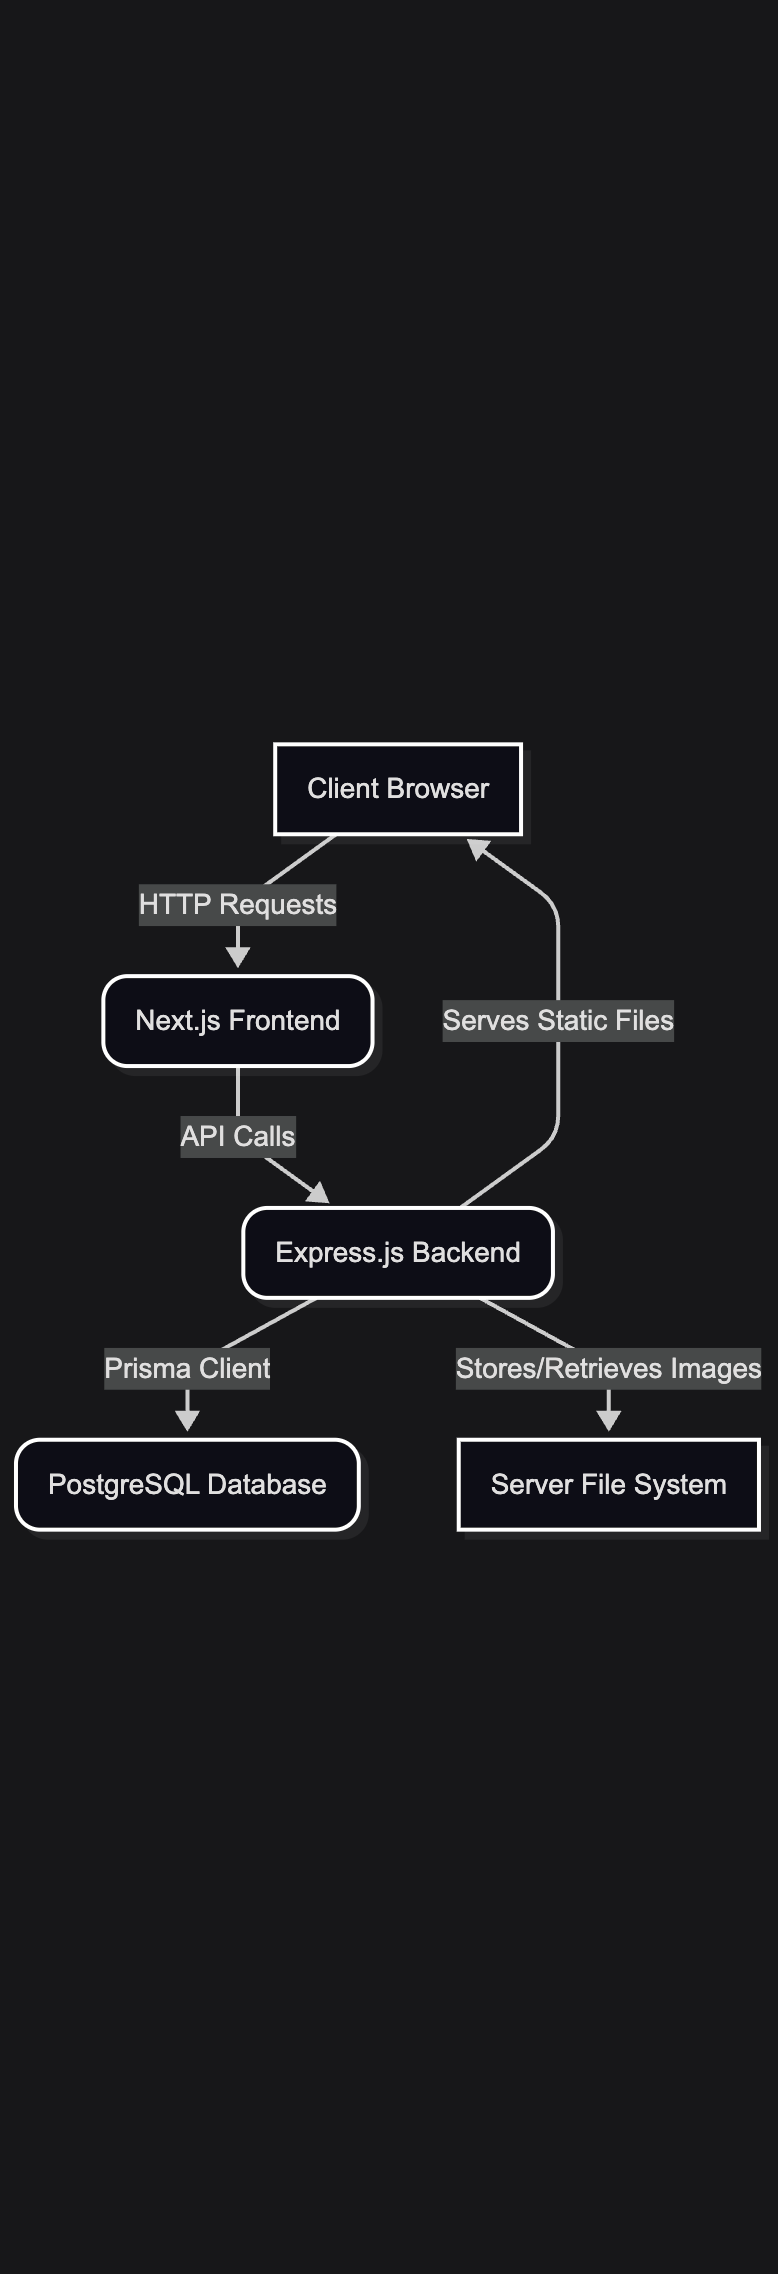 Client Browser
HTTP Requests
Next.js Frontend
Serves Static Files
API Calls
Express.js Backend
Prisma Client
Stores/Retrieves Images
PostgreSQL Database
Server File System